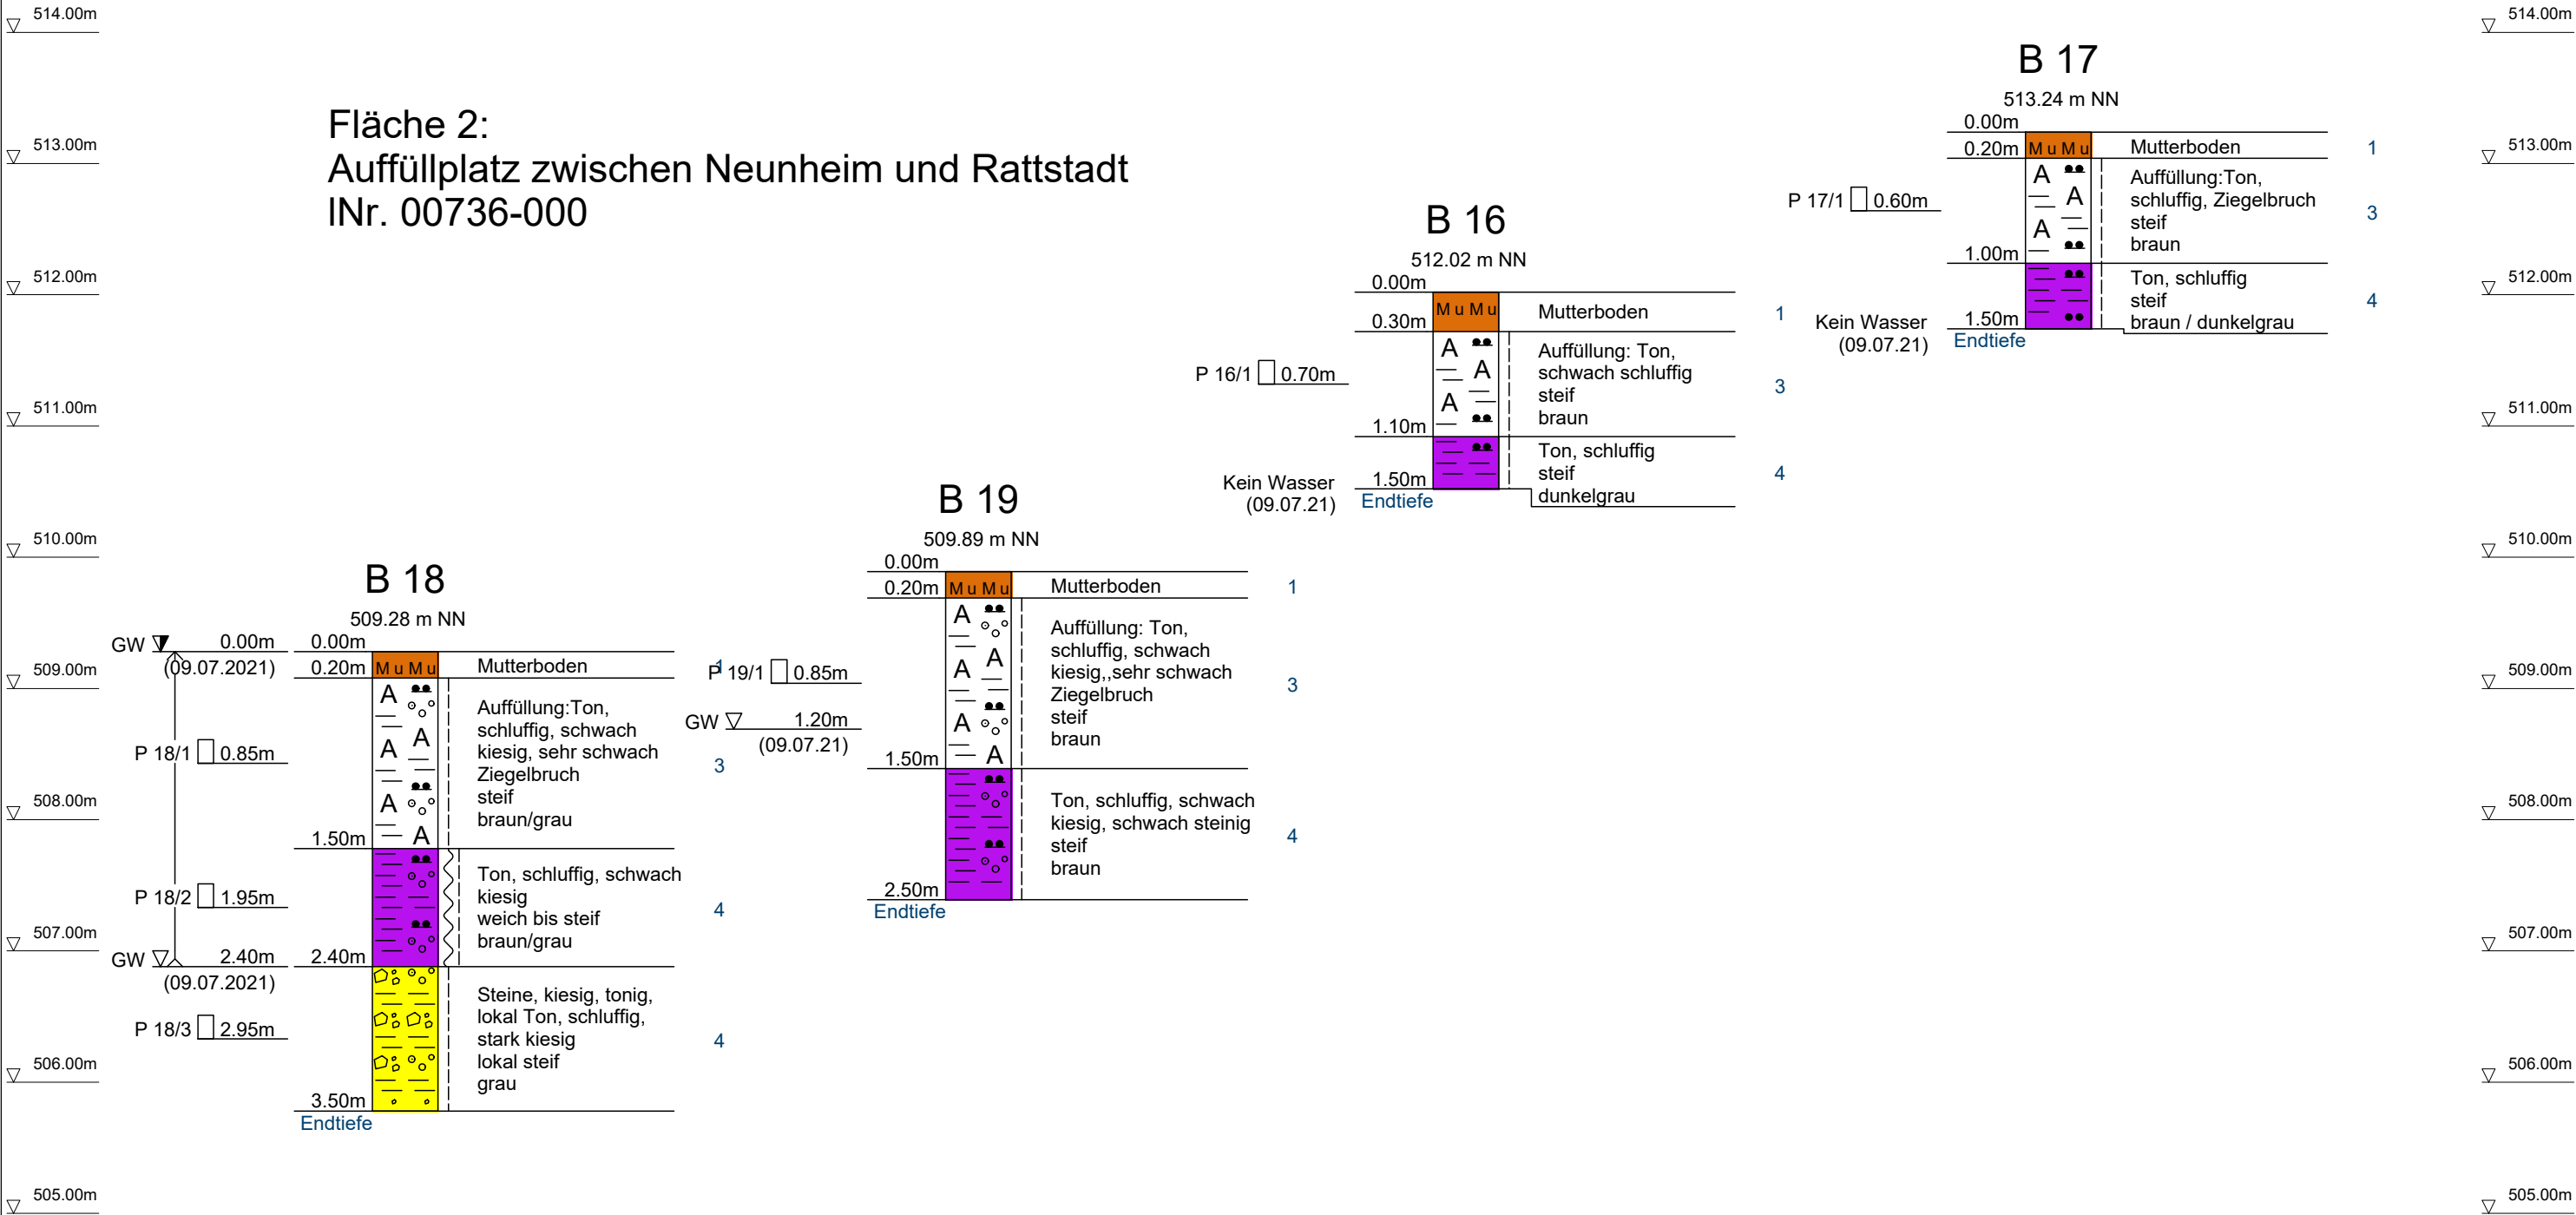 514.00m
513.00m
512.00m
511.00m
510.00m
509.00m
508.00m
507.00m
506.00m
505.00m
Fläche 2:
Auffüllplatz zwischen Neunheim und Rattstadt
lNr. 00736-000
B 18
509.28 m NN
GW 0.00m
(09.07.2021)
P 18/1 0.85m
P 18/2 1.95m
GW 2.40m
(09.07.2021)
P 18/3 2.95m
0.00m
0.20m
1.50m
2.40m
3.50m
Endtiefe
M u M u
A
A
A
A
A
Mutterboden
1
Auffüllung:Ton,
schluffig, schwach
kiesig, sehr schwach
Ziegelbruch
steif
braun/grau
3
Ton, schluffig, schwach
kiesig
weich bis steif
braun/grau
4
Steine, kiesig, tonig,
lokal Ton, schluffig,
stark kiesig
lokal steif
grau
4
B 19
509.89 m NN
P 19/1 0.85m
GW 1.20m
(09.07.21)
0.00m
0.20m
1.50m
2.50m
Endtiefe
M u M u
A
A
A
A
A
Mutterboden
1
Auffüllung: Ton,
schluffig, schwach
kiesig,,sehr schwach
Ziegelbruch
steif
braun
3
Ton, schluffig, schwach
kiesig, schwach steinig
steif
braun
4
B 16
512.02 m NN
P 16/1 0.70m
Kein Wasser
(09.07.21)
0.00m
0.30m
1.10m
1.50m
Endtiefe
M u M u
A
A
A
Mutterboden
1
Auffüllung: Ton,
schwach schluffig
steif
braun
3
Ton, schluffig
steif
dunkelgrau
4
B 17
513.24 m NN
P 17/1 0.60m
Kein Wasser
(09.07.21)
0.00m
0.20m
1.00m
1.50m
Endtiefe
M u M u
A
A
A
Mutterboden
1
Auffüllung:Ton,
schluffig, Ziegelbruch
steif
braun
3
Ton, schluffig
steif
braun / dunkelgrau
4
514.00m
513.00m
512.00m
511.00m
510.00m
509.00m
508.00m
507.00m
506.00m
505.00m